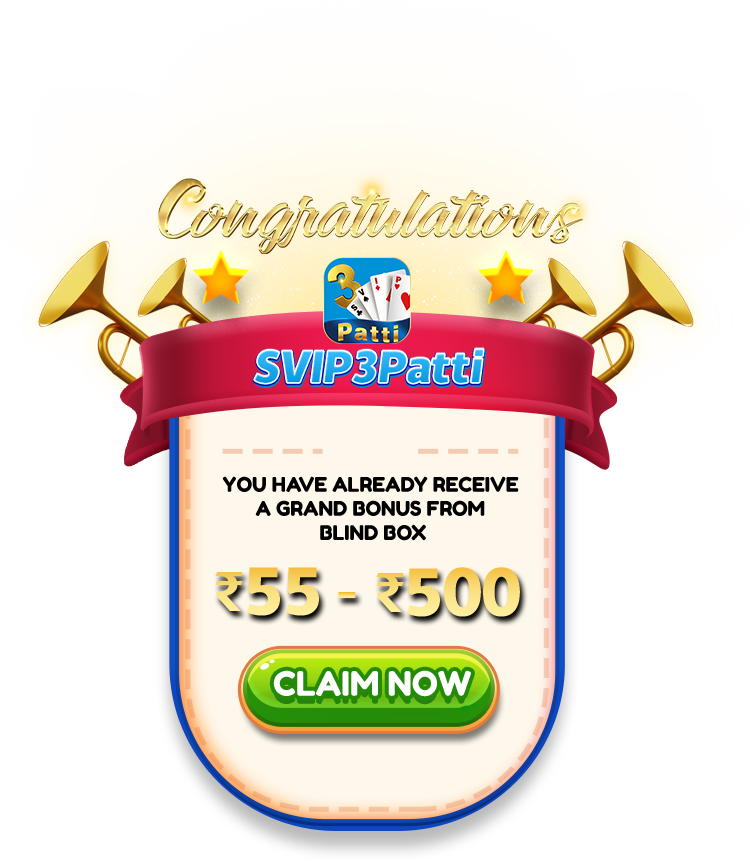 Congratulations
3
Patti
SVIP3Patti
YOU HAVE ALREADY RECEIVE
A GRAND BONUS FROM
BLIND BOX
₹55 - ₹500
CLAIM NOW